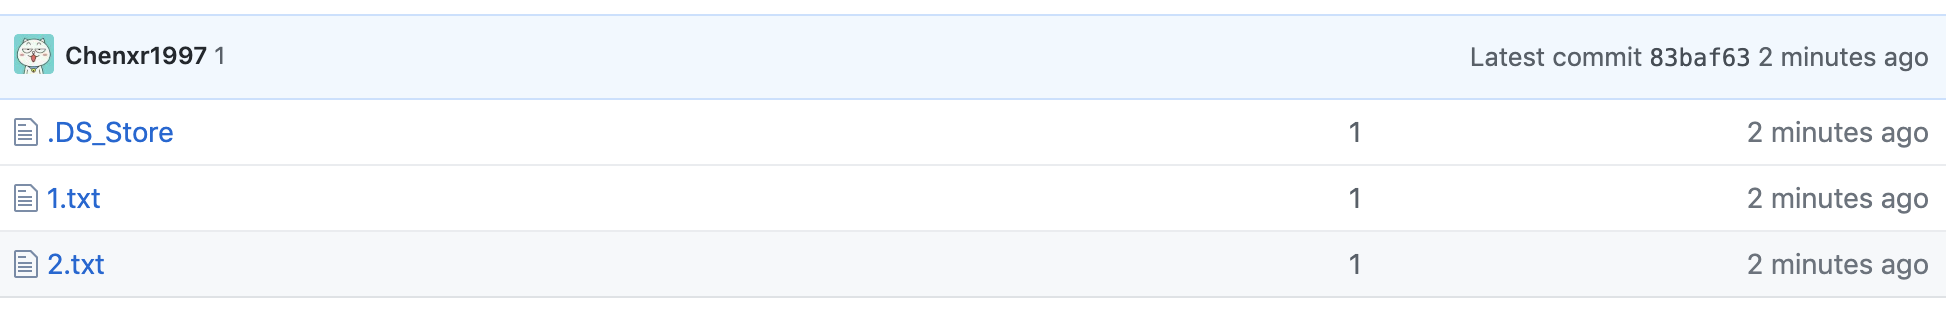 Chenxr1997 1 Latest commit 83baf63 2 minutes ago
.DS_Store 1 2 minutes ago
1.txt 1 2 minutes ago
2.txt 1 2 minutes ago